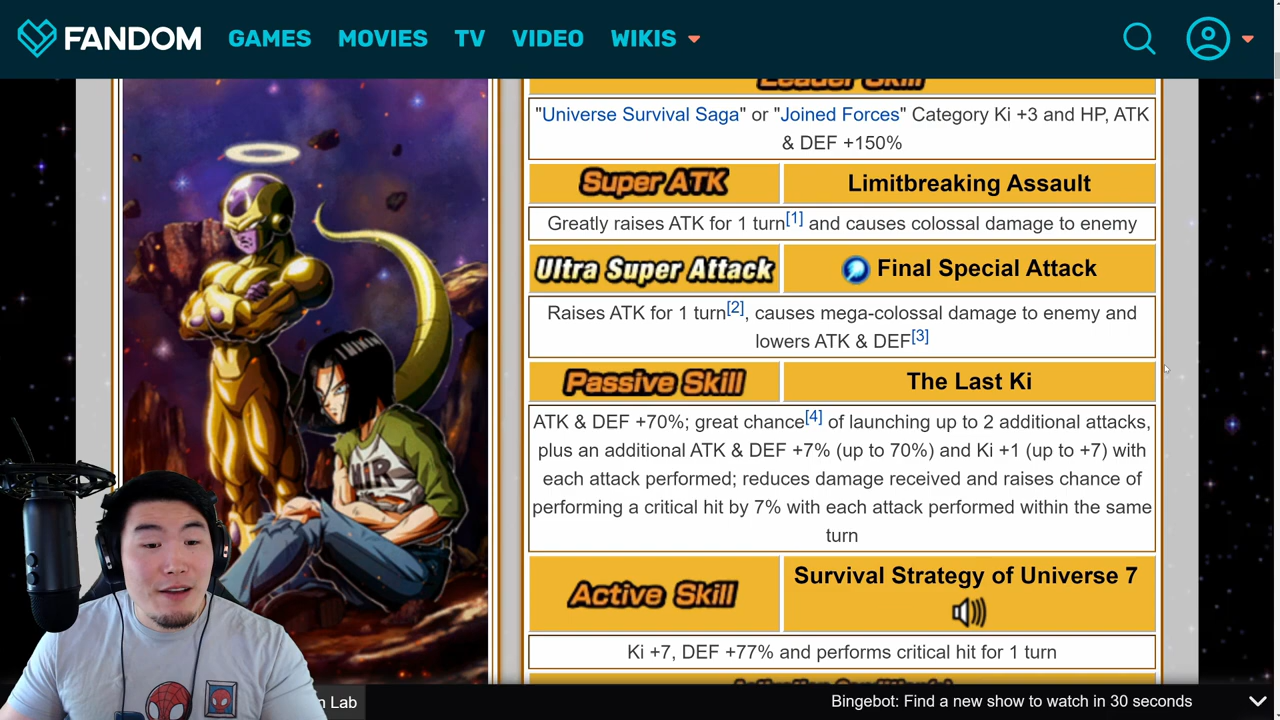 FANDOM GAMES MOVIES TV VIDEO WIKIS
Leader Skill
"Universe Survival Saga" or "Joined Forces" Category Ki +3 and HP, ATK
& DEF +150%
Super ATK Limitbreaking Assault
Greatly raises ATK for 1 turn[1] and causes colossal damage to enemy
Ultra Super Attack Final Special Attack
Raises ATK for 1 turn[2], causes mega-colossal damage to enemy and
lowers ATK & DEF[3]
Passive Skill The Last Ki
ATK & DEF +70%; great chance[4] of launching up to 2 additional attacks,
plus an additional ATK & DEF +7% (up to 70%) and Ki +1 (up to +7) with
each attack performed; reduces damage received and raises chance of
performing a critical hit by 7% with each attack performed within the same
turn
Active Skill Survival Strategy of Universe 7
Ki +7, DEF +77% and performs critical hit for 1 turn
Activation Condition(s)
MIR
n Lab
Bingebot: Find a new show to watch in 30 seconds